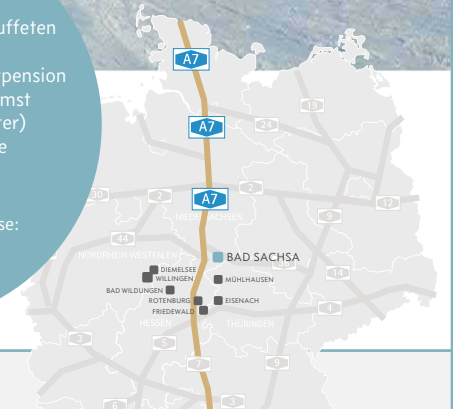 uffeten
pension
mst
er)
e
se:
A7
19
A7
24
A7
30
2
2
12
NIEDERSACHSEN
9
44
NORDRHEIN-WESTFALEN
BAD SACHSA
DIEMELSEE
WILLINGEN
MÜHLHAUSEN
14
BAD WILDUNGEN
ROTENBURG
EISENACH
FRIEDEWALD
4
HESSEN
THÜRINGEN
3
5
7
9
6
3